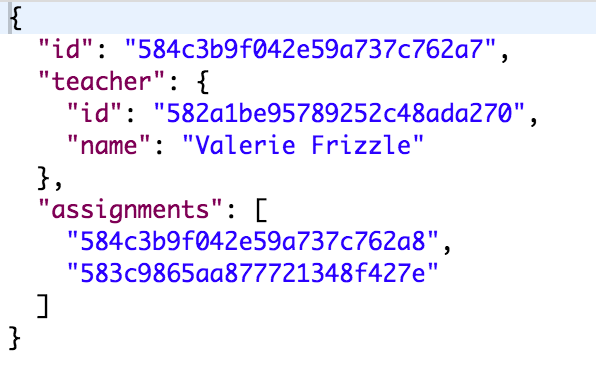 {
  "id": "584c3b9f042e59a737c762a7",
  "teacher": {
    "id": "582a1be95789252c48ada270",
    "name": "Valerie Frizzle"
  },
  "assignments": [
    "584c3b9f042e59a737c762a8",
    "583c9865aa877721348f427e"
  ]
}